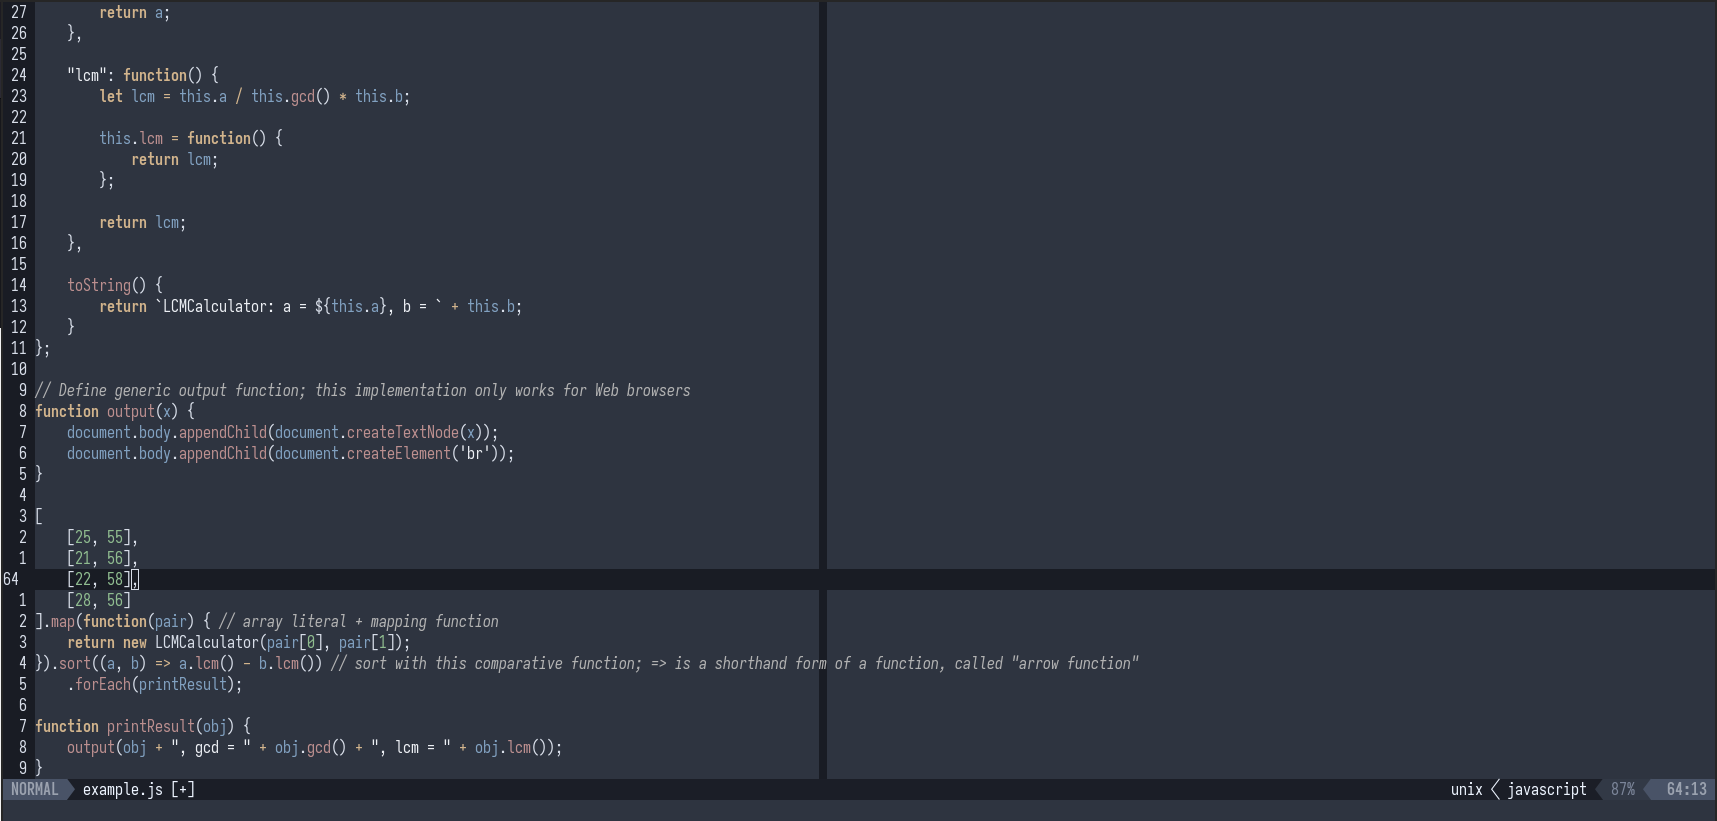 27         return a;
26     },
25
24     "lcm": function() {
23         let lcm = this.a / this.gcd() * this.b;
22
21         this.lcm = function() {
20             return lcm;
19         };
18
17         return lcm;
16     },
15
14     toString() {
13         return `LCMCalculator: a = ${this.a}, b = ` + this.b;
12     }
11 };
10
 9 // Define generic output function; this implementation only works for Web browsers
 8 function output(x) {
 7     document.body.appendChild(document.createTextNode(x));
 6     document.body.appendChild(document.createElement('br'));
 5 }
 4
 3 [
 2     [25, 55],
 1     [21, 56],
64     [22, 58],
 1     [28, 56]
 2 ].map(function(pair) { // array literal + mapping function
 3     return new LCMCalculator(pair[0], pair[1]);
 4 }).sort((a, b) => a.lcm() - b.lcm()) // sort with this comparative function; => is a shorthand form of a function, called "arrow function"
 5     .forEach(printResult);
 6
 7 function printResult(obj) {
 8     output(obj + ", gcd = " + obj.gcd() + ", lcm = " + obj.lcm());
 9 }
NORMAL example.js [+] unix javascript 87% 64:13